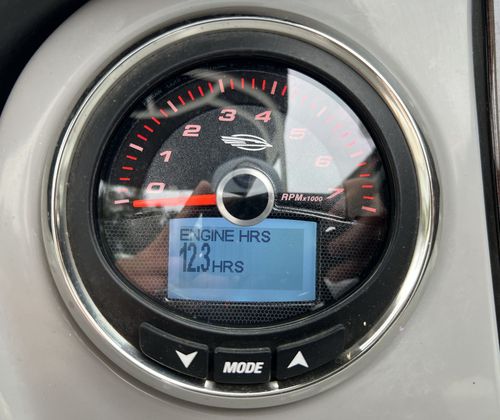 0 1 2 3 4 5 6 7
RPMx1000
ENGINE HRS
12.3 HRS
MODE